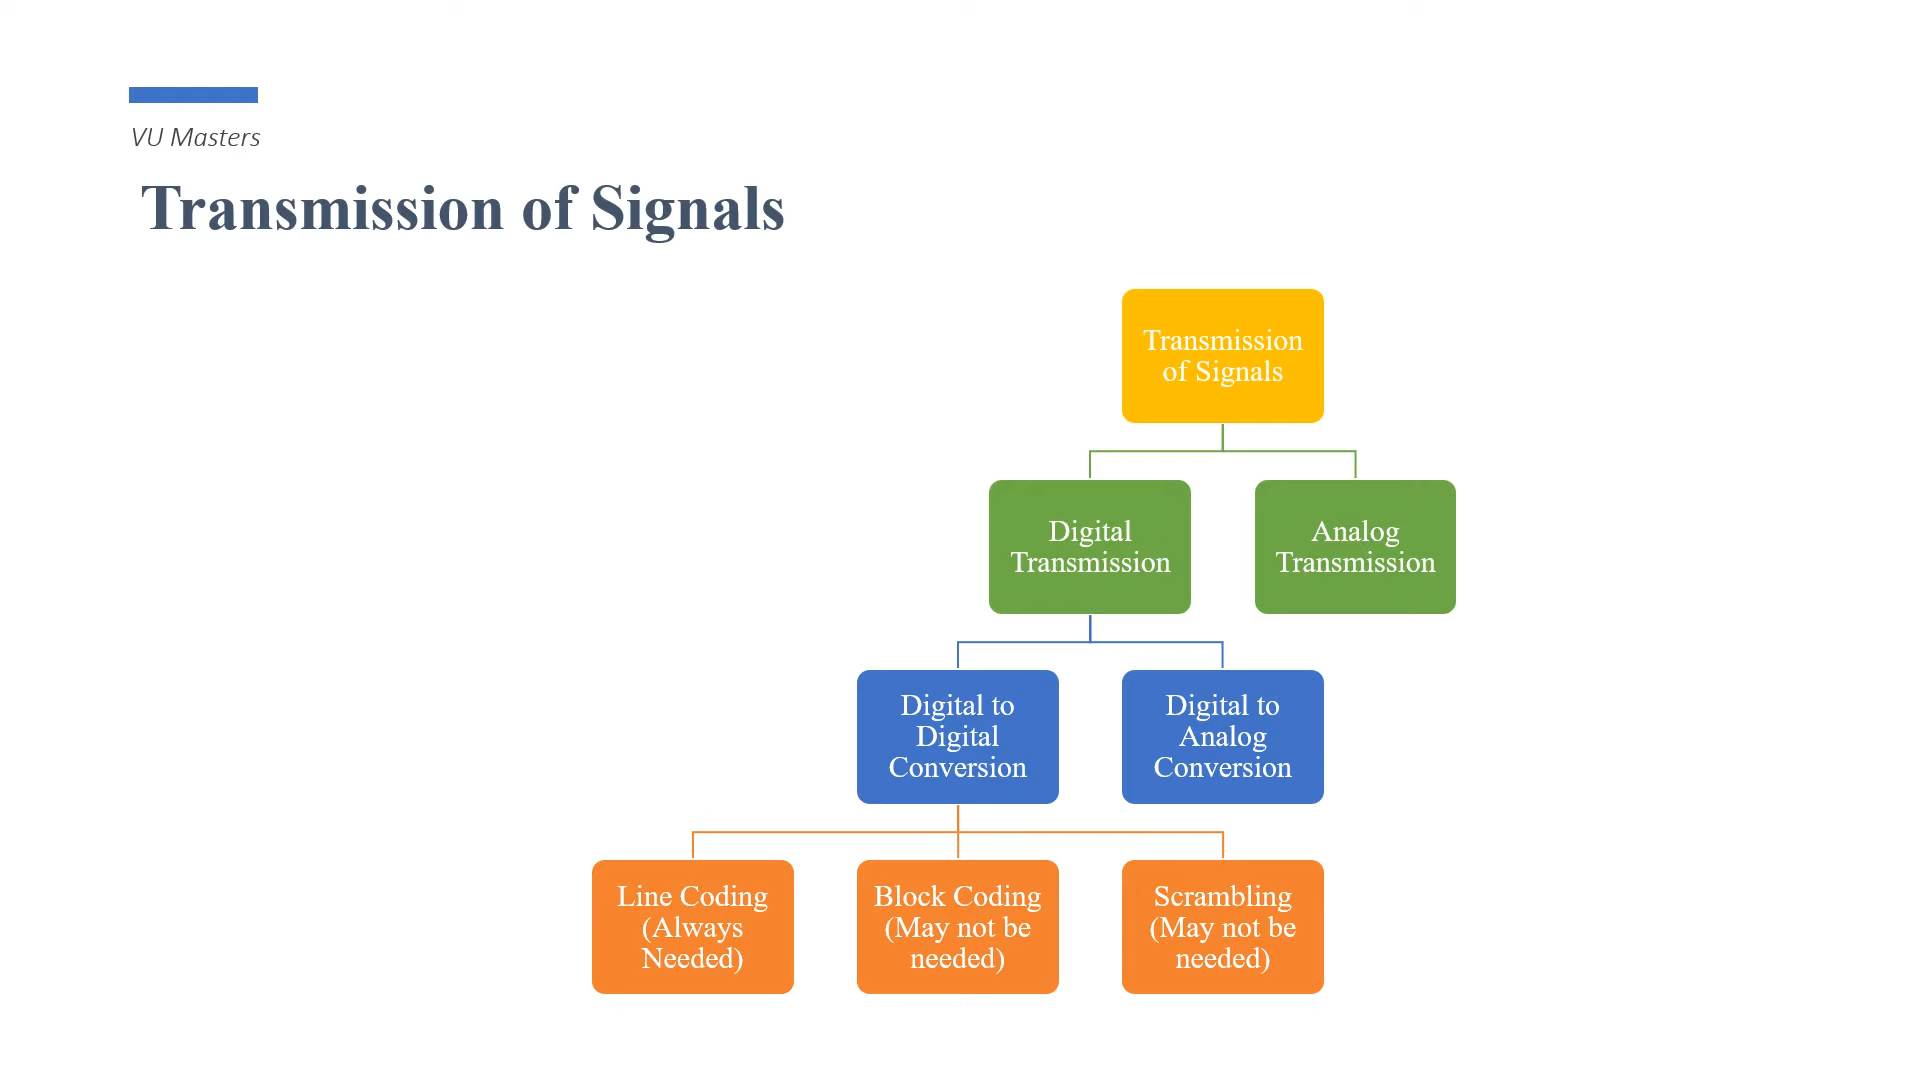 VU Masters
Transmission of Signals
Transmission
of Signals
Digital
Transmission
Analog
Transmission
Digital to
Digital
Conversion
Digital to
Analog
Conversion
Line Coding
(Always
Needed)
Block Coding
(May not be
needed)
Scrambling
(May not be
needed)